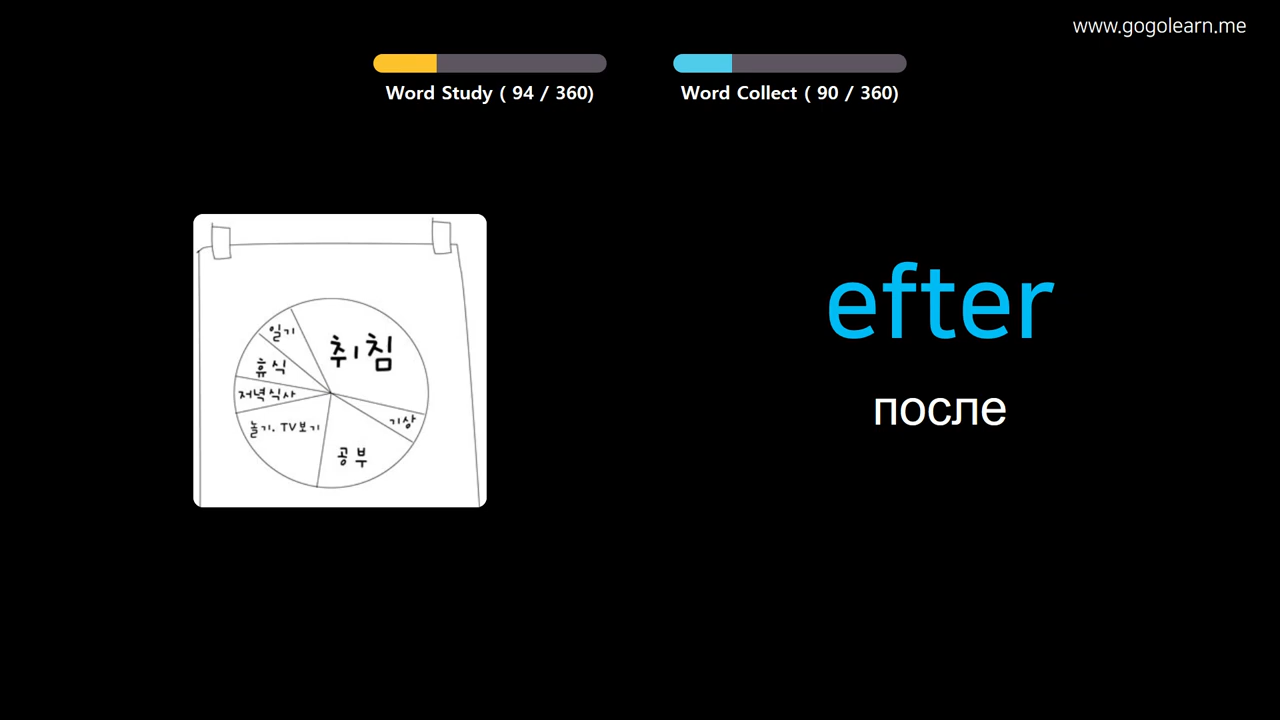 www.gogolearn.me
Word Study ( 94 / 360)
Word Collect ( 90 / 360)
일기
취침
휴식
저녁식사
놀기. TV보기
기상
공부
efter
после